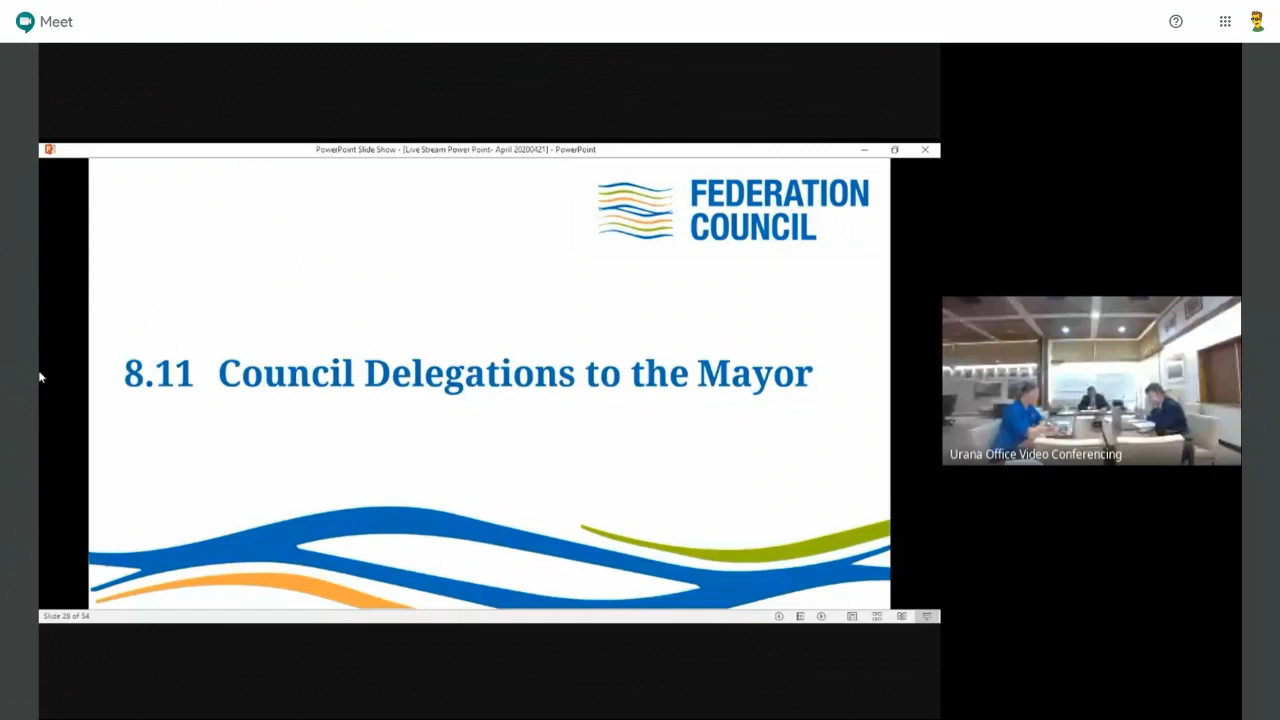 Meet
PowerPoint Slide Show - [Live Stream Power Point- April 20200421] - PowerPoint
FEDERATION
COUNCIL
8.11 Council Delegations to the Mayor
Urana Office Video Conferencing
Slide 28 of 54